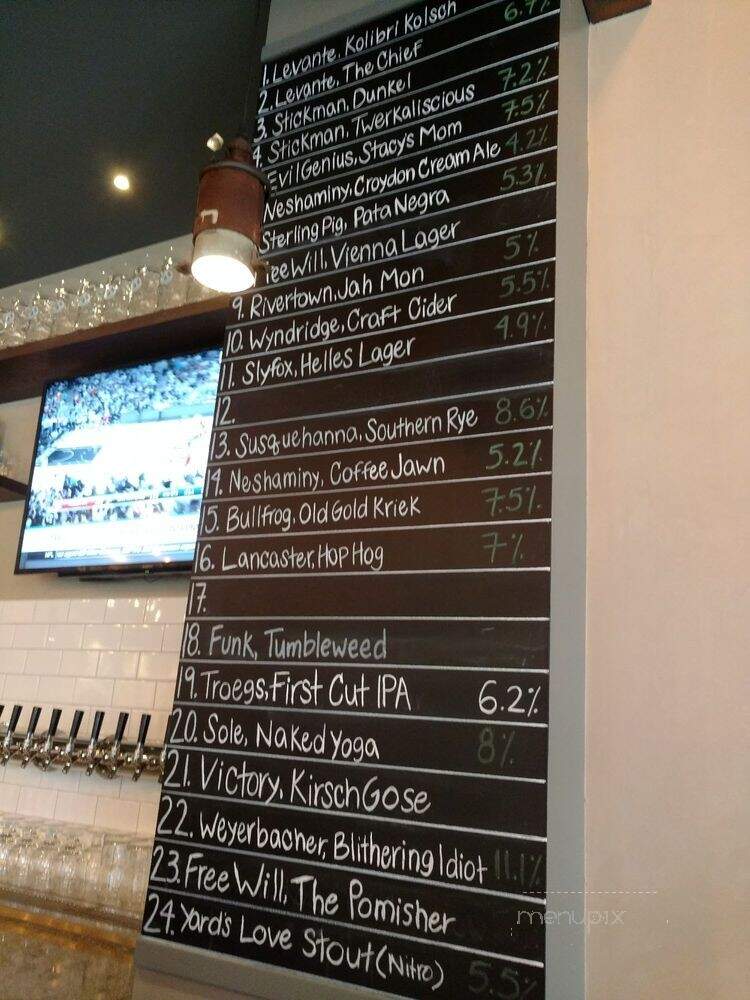 1. Levante, Kolibri Kolsch
2. Levante, The Chief 6.7%
3. Stickman, Dunkel
4. Stickman, Twerkaliscious 7.2%
Evil Genius, Stacy's Mom 7.5%
Neshaminy, Croydon Cream Ale 4.2%
Sterling Pig, Pata Negra 5.3%
Free Will, Vienna Lager
9. Rivertown, Jah Mon 5%
10. Wyndridge, Craft Cider 5.5%
11. Slyfox, Helles Lager 4.9%
12.
13. Susquehanna, Southern Rye 8.6%
14. Neshaminy, Coffee Jawn 5.2%
15. Bullfrog, Old Gold Kriek 7.5%
16. Lancaster, Hop Hog 7%
17.
18. Funk, Tumbleweed
19. Troegs, First Cut IPA 6.2%
20. Sole, Naked Yoga 8%
21. Victory, Kirsch Gose
22. Weyerbacher, Blithering Idiot 11.1%
23. Free Will, The Pomisher
24. Yard's Love Stout (Nitro) 5.5%
menupix